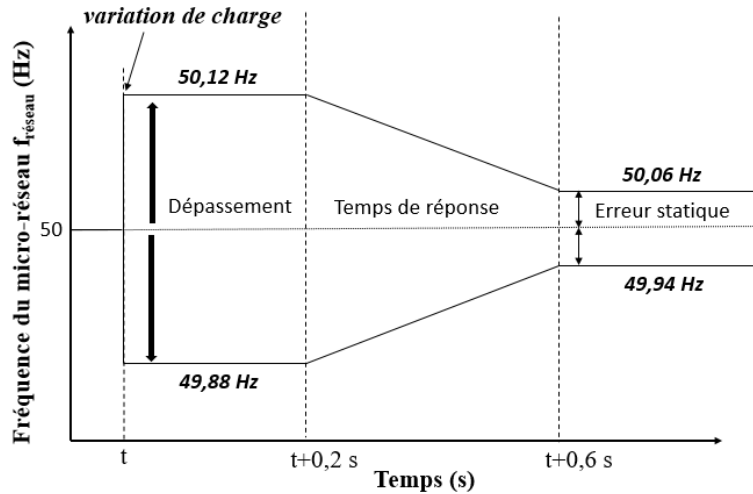 variation de charge
Fréquence du micro-réseau fréseau (Hz)
50,12 Hz
Dépassement
Temps de réponse
50,06 Hz
Erreur statique
50
49,94 Hz
49,88 Hz
t
t+0,2 s
t+0,6 s
Temps (s)